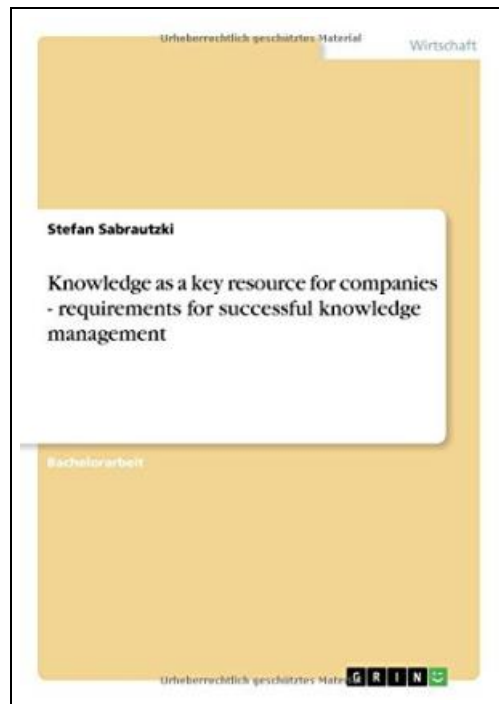 Urheberrechtlich geschütztes Material
Wirtschaft
Stefan Sabrautzki
Knowledge as a key resource for companies
- requirements for successful knowledge
management
Bachelorarbeit
Urheberrechtlich geschütztes Mate
GRIN